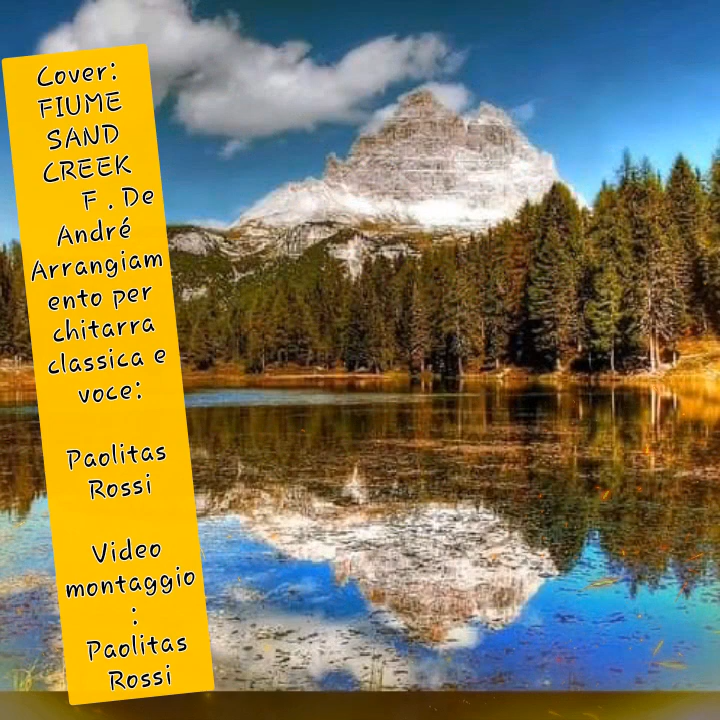 Cover:
FIUME
SAND
CREEK
F . De
André
Arrangiam
ento per
chitarra
classica e
voce:
Paolitas
Rossi
Video
montaggio
:
Paolitas
Rossi